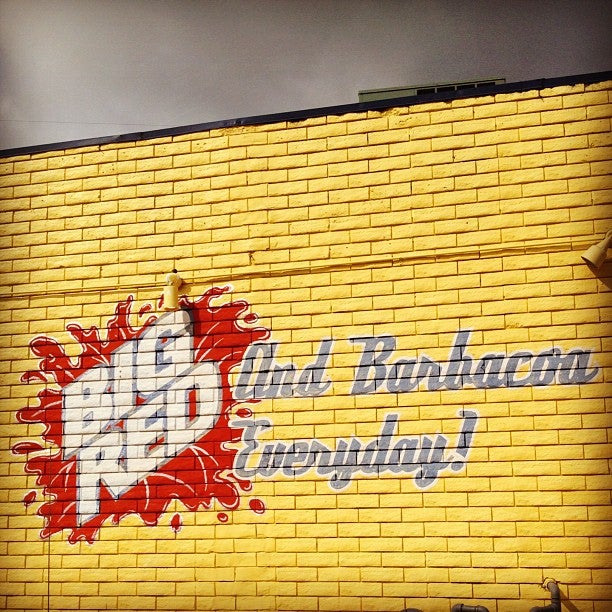 BIG
RED
And Barbacoa
Everyday!